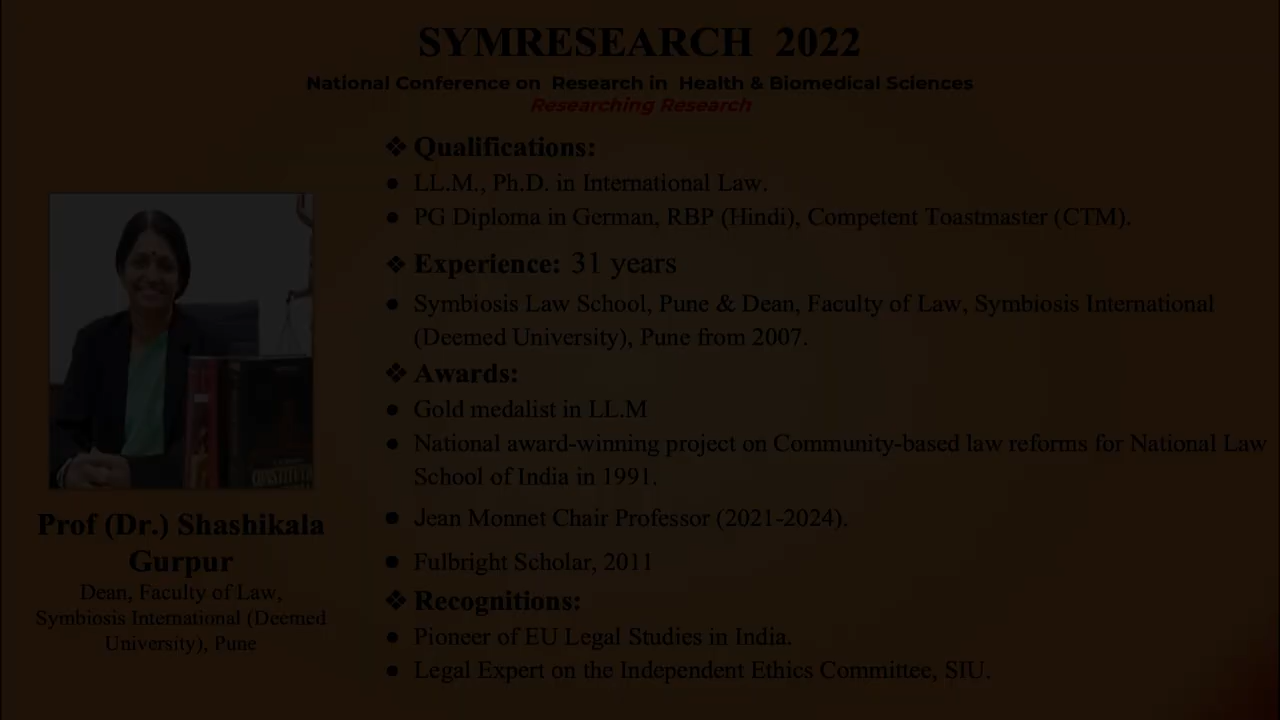 SYMRESEARCH 2022
National Conference on Research in Health & Biomedical Sciences
Researching Research
❖ Qualifications:
● LL.M., Ph.D. in International Law.
● PG Diploma in German, RBP (Hindi), Competent Toastmaster (CTM).
❖ Experience: 31 years
● Symbiosis Law School, Pune & Dean, Faculty of Law, Symbiosis International
(Deemed University), Pune from 2007.
❖ Awards:
● Gold medalist in LL.M
● National award-winning project on Community-based law reforms for National Law
School of India in 1991.
● Jean Monnet Chair Professor (2021-2024).
● Fulbright Scholar, 2011
❖ Recognitions:
● Pioneer of EU Legal Studies in India.
● Legal Expert on the Independent Ethics Committee, SIU.
Prof (Dr.) Shashikala
Gurpur
Dean, Faculty of Law,
Symbiosis International (Deemed
University), Pune